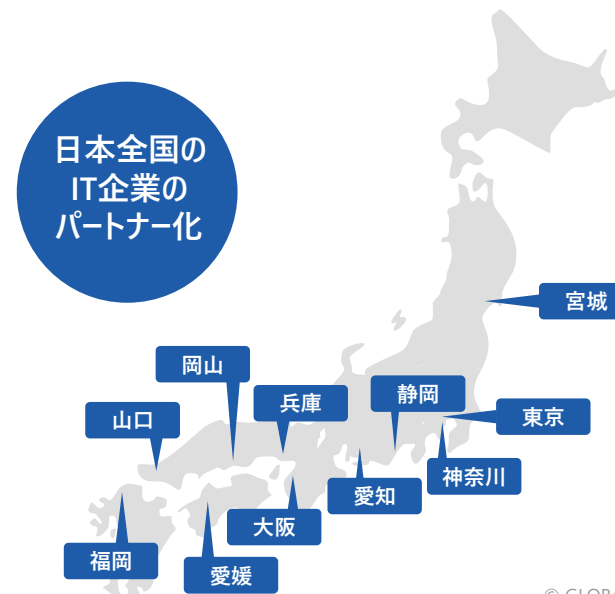 日本全国の
IT企業の
パートナー化
宮城
岡山
兵庫
静岡
山口
東京
神奈川
愛知
大阪
福岡
愛媛
© GLOBA